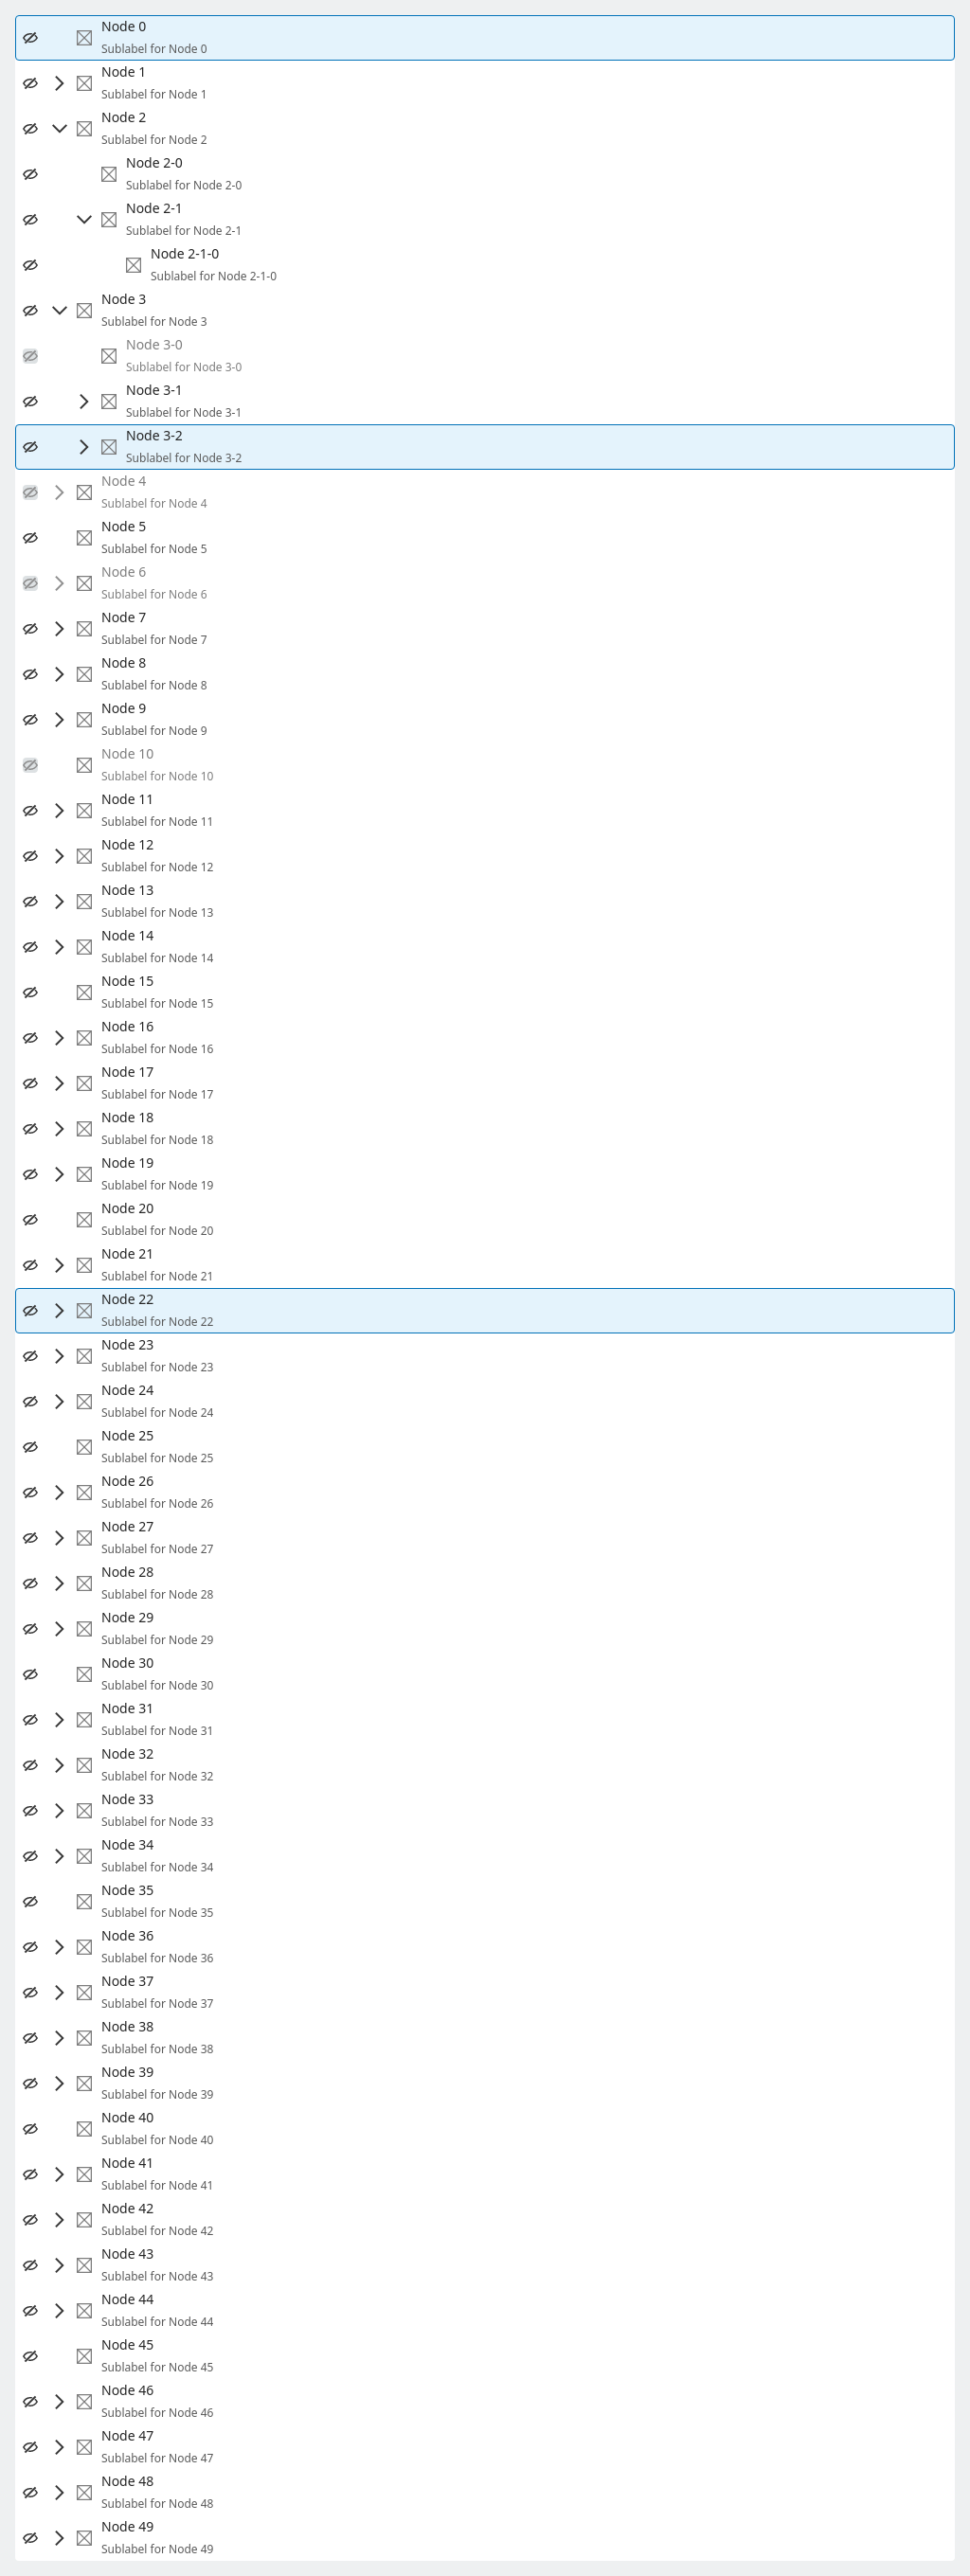 Node 0
Sublabel for Node 0
Node 1
Sublabel for Node 1
Node 2
Sublabel for Node 2
Node 2-0
Sublabel for Node 2-0
Node 2-1
Sublabel for Node 2-1
Node 2-1-0
Sublabel for Node 2-1-0
Node 3
Sublabel for Node 3
Node 3-0
Sublabel for Node 3-0
Node 3-1
Sublabel for Node 3-1
Node 3-2
Sublabel for Node 3-2
Node 4
Sublabel for Node 4
Node 5
Sublabel for Node 5
Node 6
Sublabel for Node 6
Node 7
Sublabel for Node 7
Node 8
Sublabel for Node 8
Node 9
Sublabel for Node 9
Node 10
Sublabel for Node 10
Node 11
Sublabel for Node 11
Node 12
Sublabel for Node 12
Node 13
Sublabel for Node 13
Node 14
Sublabel for Node 14
Node 15
Sublabel for Node 15
Node 16
Sublabel for Node 16
Node 17
Sublabel for Node 17
Node 18
Sublabel for Node 18
Node 19
Sublabel for Node 19
Node 20
Sublabel for Node 20
Node 21
Sublabel for Node 21
Node 22
Sublabel for Node 22
Node 23
Sublabel for Node 23
Node 24
Sublabel for Node 24
Node 25
Sublabel for Node 25
Node 26
Sublabel for Node 26
Node 27
Sublabel for Node 27
Node 28
Sublabel for Node 28
Node 29
Sublabel for Node 29
Node 30
Sublabel for Node 30
Node 31
Sublabel for Node 31
Node 32
Sublabel for Node 32
Node 33
Sublabel for Node 33
Node 34
Sublabel for Node 34
Node 35
Sublabel for Node 35
Node 36
Sublabel for Node 36
Node 37
Sublabel for Node 37
Node 38
Sublabel for Node 38
Node 39
Sublabel for Node 39
Node 40
Sublabel for Node 40
Node 41
Sublabel for Node 41
Node 42
Sublabel for Node 42
Node 43
Sublabel for Node 43
Node 44
Sublabel for Node 44
Node 45
Sublabel for Node 45
Node 46
Sublabel for Node 46
Node 47
Sublabel for Node 47
Node 48
Sublabel for Node 48
Node 49
Sublabel for Node 49